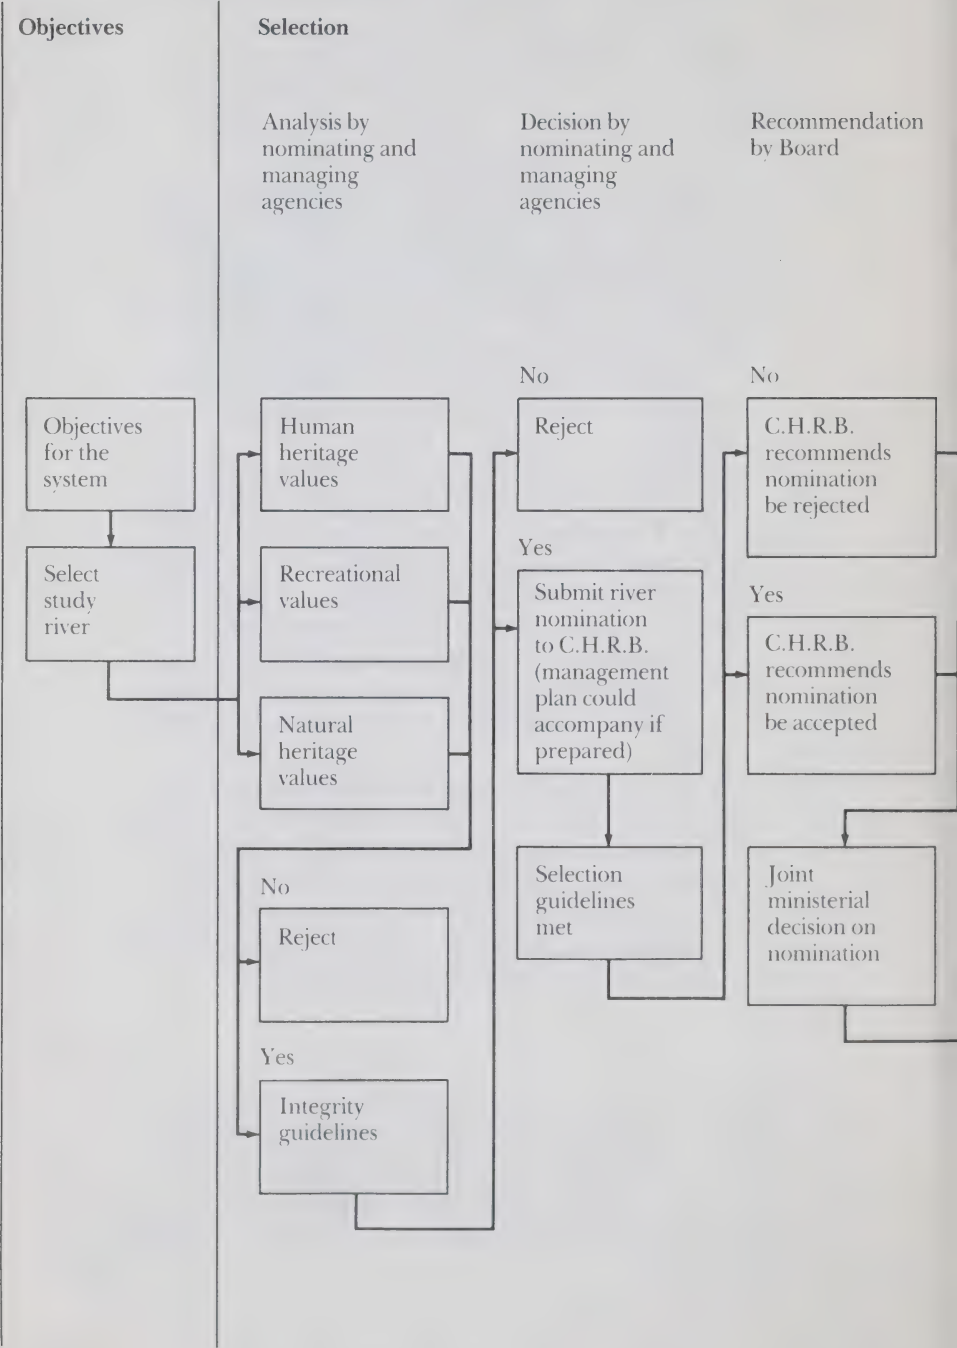 Objectives
Selection
Analysis by
nominating and
managing
agencies
Decision by
nominating and
managing
agencies
Recommendation
by Board
Objectives
for the
system
Select
study
river
Human
heritage
values
Recreational
values
Natural
heritage
values
No
Reject
Yes
Integrity
guidelines
No
Reject
Yes
Submit river
nomination
to C.H.R.B.
(management
plan could
accompany if
prepared)
Selection
guidelines
met
No
C.H.R.B.
recommends
nomination
be rejected
Yes
C.H.R.B.
recommends
nomination
be accepted
Joint
ministerial
decision on
nomination